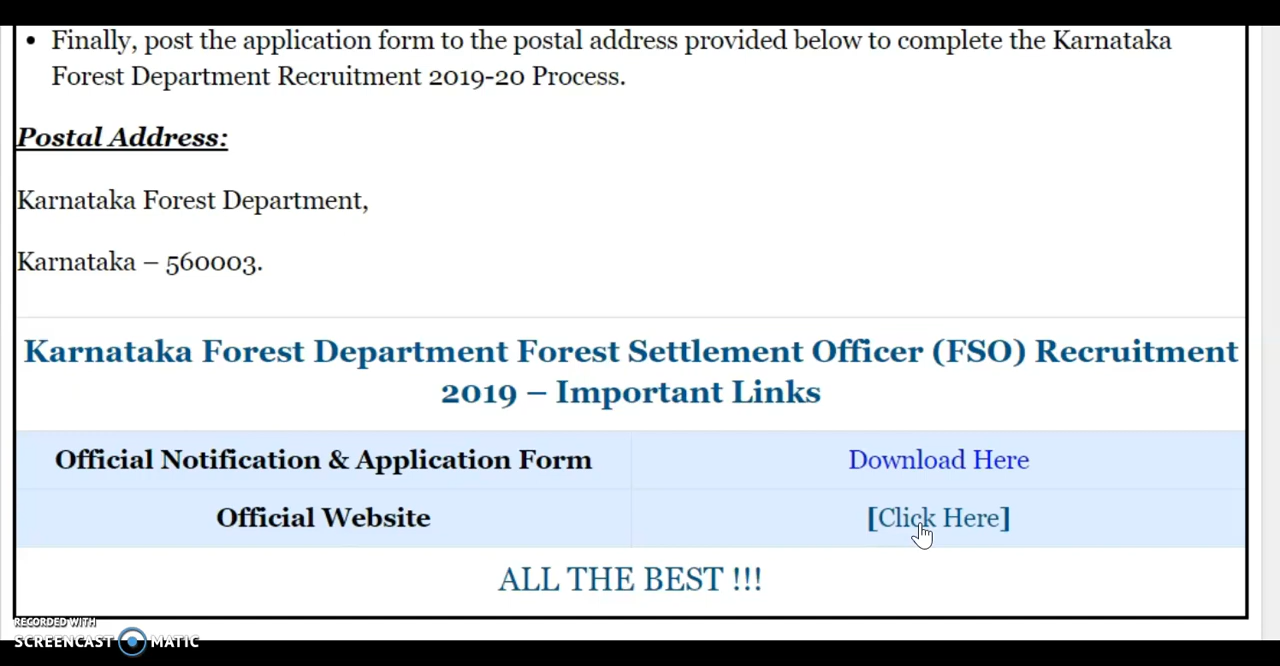 • Finally, post the application form to the postal address provided below to complete the Karnataka
Forest Department Recruitment 2019-20 Process.
Postal Address:
Karnataka Forest Department,
Karnataka – 560003.
Karnataka Forest Department Forest Settlement Officer (FSO) Recruitment
2019 – Important Links
Official Notification & Application Form Download Here
Official Website [Click Here]
ALL THE BEST !!!
RECORDED WITH
SCREENCAST MATIC